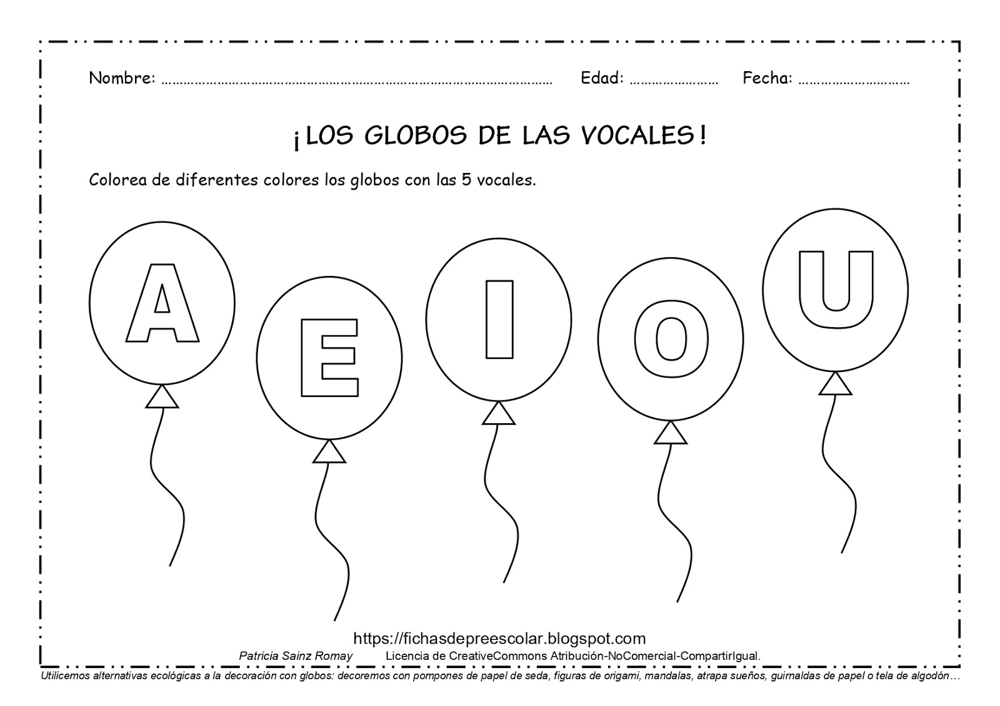 Nombre: ........................................................................................................ Edad: ........................ Fecha: ..............................
¡LOS GLOBOS DE LAS VOCALES!
Colorea de diferentes colores los globos con las 5 vocales.
A E I O U
https://fichasdepreescolar.blogspot.com
Patricia Sainz Romay Licencia de CreativeCommons Atribución-NoComercial-CompartirIgual.
Utilicemos alternativas ecológicas a la decoración con globos: decoremos con pompones de papel de seda, figuras de origami, mandalas, atrapa sueños, guirnaldas de papel o tela de algodón…